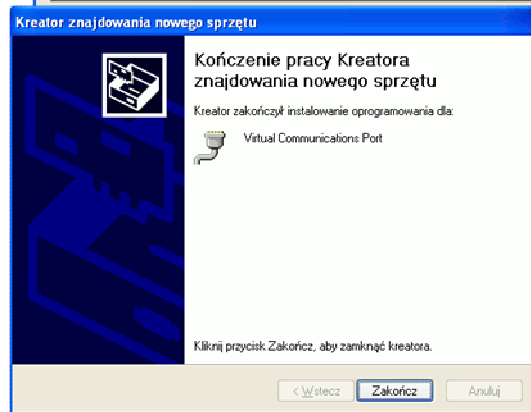 Kreator znajdowania nowego sprzętu
Kończenie pracy Kreatora
znajdowania nowego sprzętu
Kreator zakończył instalowanie oprogramowania dla:
Virtual Communications Port
Kliknij przycisk Zakończ, aby zamknąć kreatora.
< Wstecz
Zakończ
Anuluj